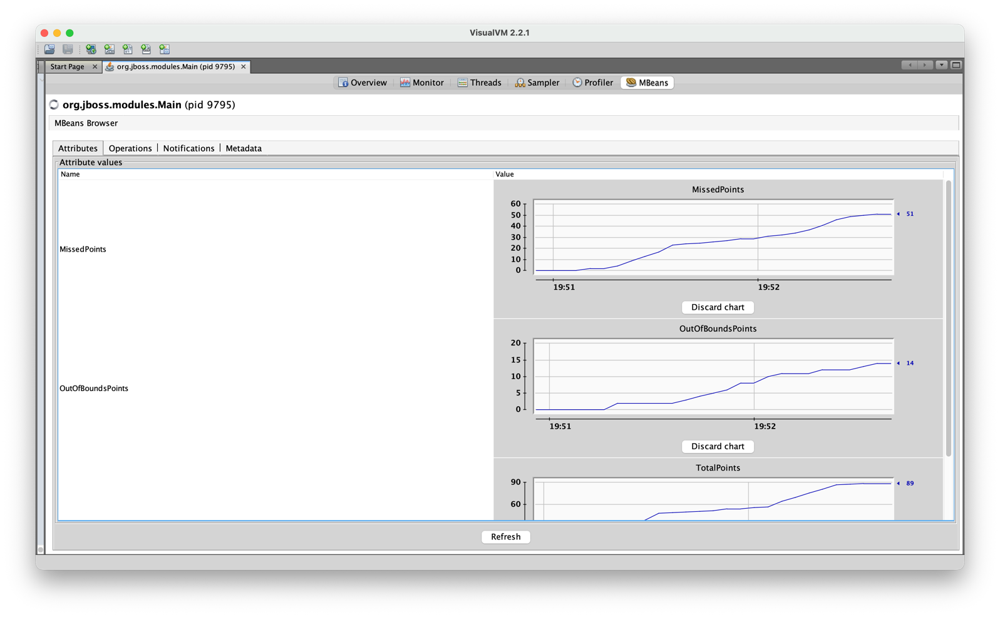 VisualVM 2.2.1
Start Page
org.jboss.modules.Main (pid 9795)
Overview Monitor Threads Sampler Profiler MBeans
org.jboss.modules.Main (pid 9795)
MBeans Browser
Attributes Operations Notifications Metadata
Attribute values
Name Value
MissedPoints
MissedPoints
60
50
40
30
20
10
0
51
19:51 19:52
Discard chart
OutOfBoundsPoints
OutOfBoundsPoints
20
15
10
5
0
14
19:51 19:52
Discard chart
TotalPoints
90
60
89
Refresh